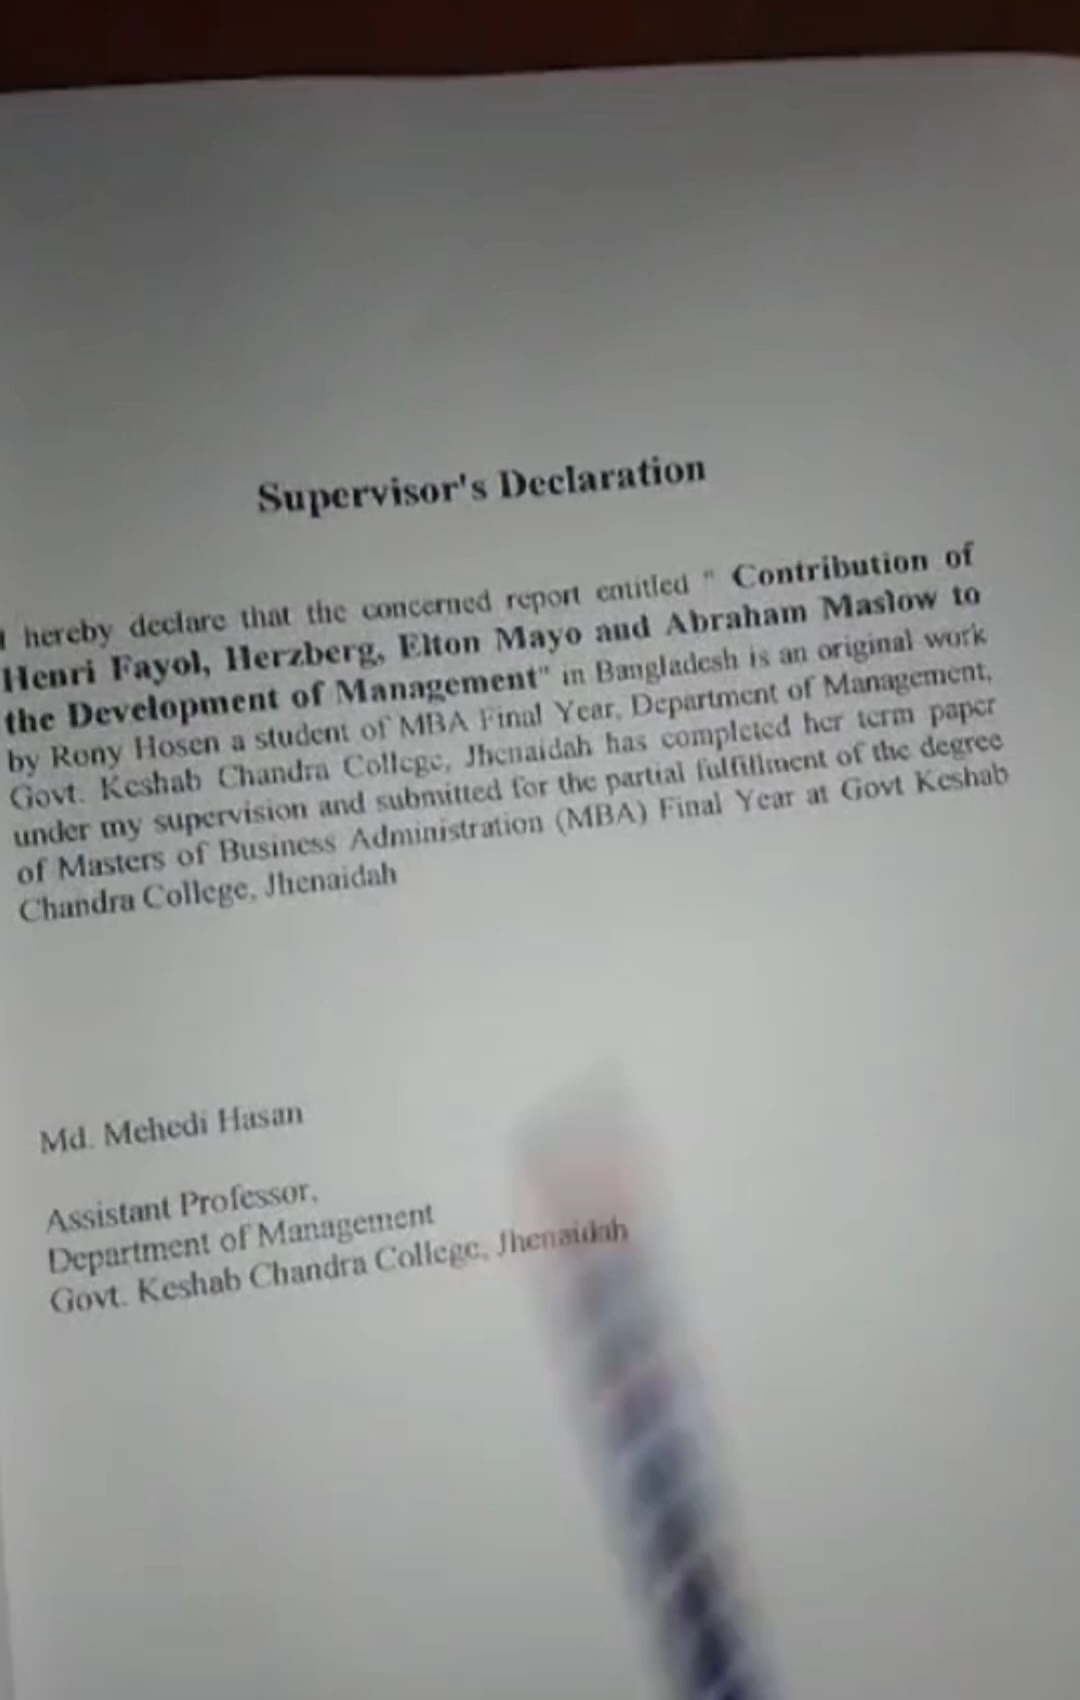 Supervisor's Declaration
I hereby declare that the concerned report entitled " Contribution of
Henri Fayol, Herzberg, Elton Mayo and Abraham Maslow to
the Development of Management" in Bangladesh is an original work
by Rony Hosen a student of MBA Final Year, Department of Management,
Govt. Keshab Chandra College, Jhenaidah has completed her term paper
under my supervision and submitted for the partial fulfillment of the degree
of Masters of Business Administration (MBA) Final Year at Govt Keshab
Chandra College, Jhenaidah
Md. Mehedi Hasan
Assistant Professor,
Department of Management
Govt. Keshab Chandra College, Jhenaidah